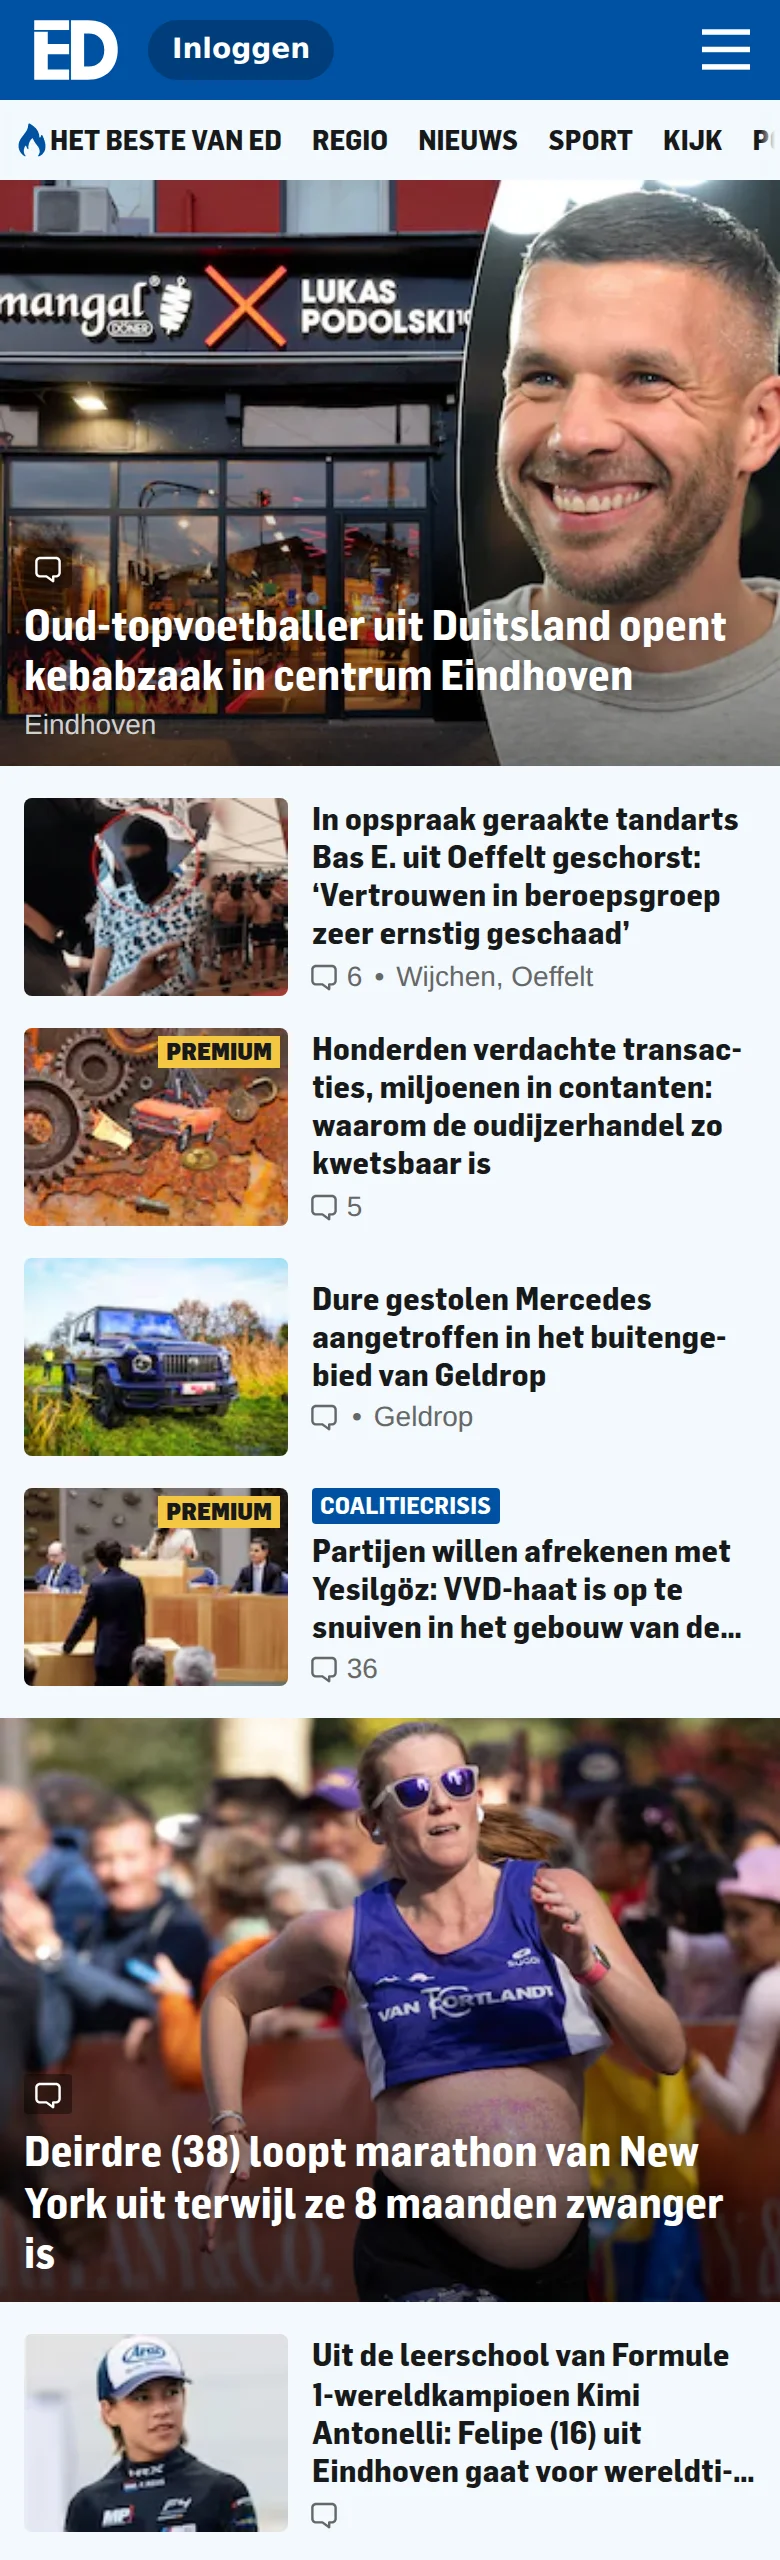 ED Inloggen
HET BESTE VAN ED REGIO NIEUWS SPORT KIJK
mangal
DÖNER
LUKAS
PODOLSKI
Oud-topvoetballer uit Duitsland opent
kebabzaak in centrum Eindhoven
Eindhoven
In opspraak geraakte tandarts
Bas E. uit Oeffelt geschorst:
‘Vertrouwen in beroepsgroep
zeer ernstig geschaad’
6 • Wijchen, Oeffelt
PREMIUM
Honderden verdachte transac-
ties, miljoenen in contanten:
waarom de oudijzerhandel zo
kwetsbaar is
5
Dure gestolen Mercedes
aangetroffen in het buitenge-
bied van Geldrop
• Geldrop
PREMIUM
COALITIECRISIS
Partijen willen afrekenen met
Yesilgöz: VVD-haat is op te
snuiven in het gebouw van de...
36
VAN CORTLANDT
Deirdre (38) loopt marathon van New
York uit terwijl ze 8 maanden zwanger
is
Arai
Uit de leerschool van Formule
1-wereldkampioen Kimi
Antonelli: Felipe (16) uit
Eindhoven gaat voor wereldti-...
MP
F4